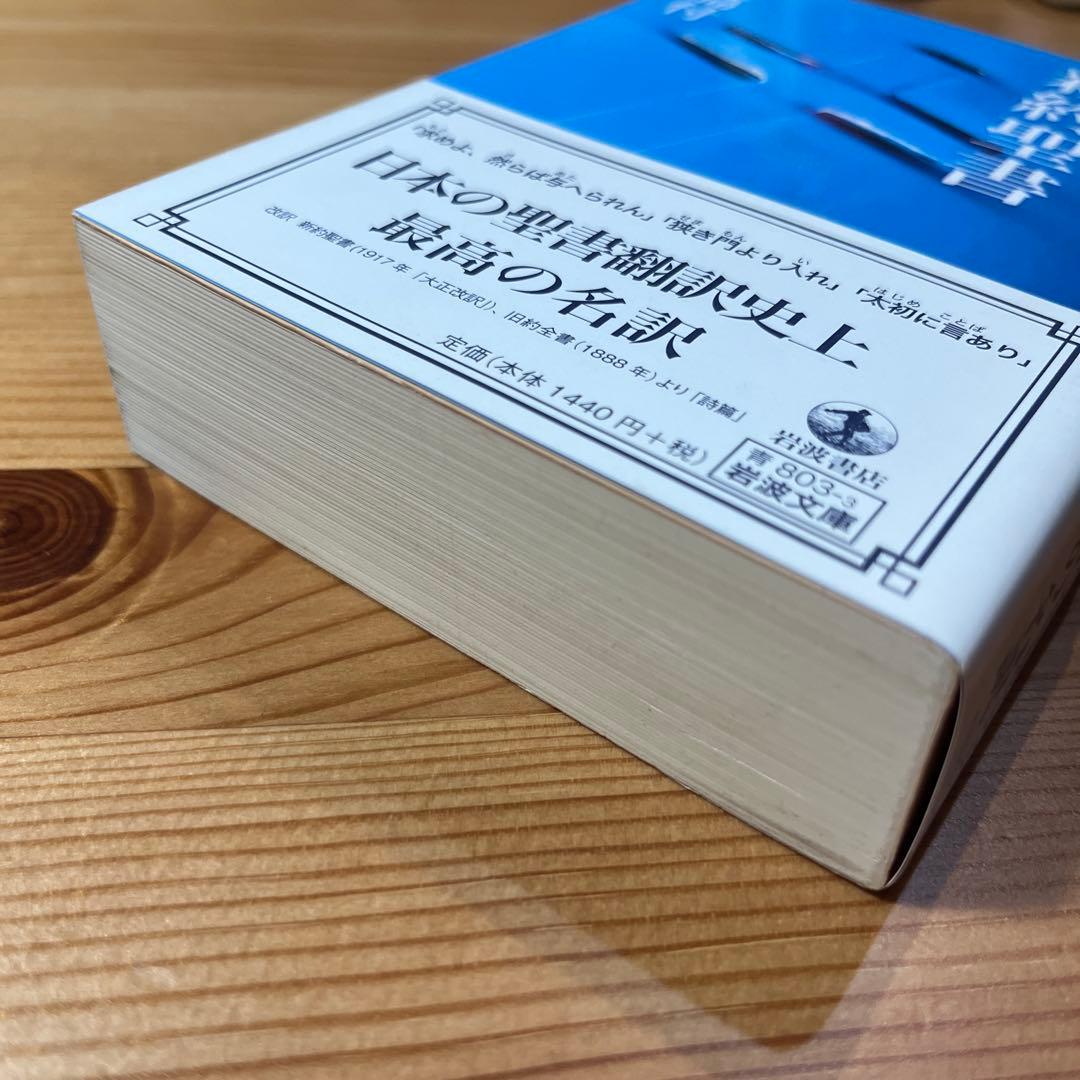 約聖書
「求めよ、然らば与へられん」「狭き門より入れ」「太初に言あり」
日本の聖書翻訳史上
最高の名訳
改訳 新約聖書(1917年「大正改訳」)、旧約全書(1888年)より「詩篇」
定価(本体1440円+税)
岩波書店
青 803-3
岩波文庫